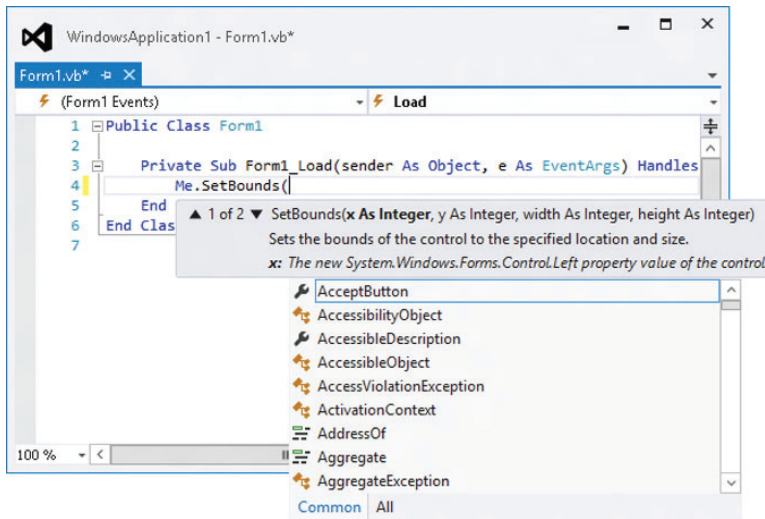 WindowsApplication1 - Form1.vb*
Form1.vb*
(Form1 Events) Load
1 Public Class Form1
2
3 Private Sub Form1_Load(sender As Object, e As EventArgs) Handles
4 Me.SetBounds(
5 End
6 End Clas
7
▲ 1 of 2 ▼ SetBounds(x As Integer, y As Integer, width As Integer, height As Integer)
Sets the bounds of the control to the specified location and size.
x: The new System.Windows.Forms.Control.Left property value of the control.
AcceptButton
AccessibilityObject
AccessibleDescription
AccessibleObject
AccessViolationException
ActivationContext
AddressOf
Aggregate
AggregateException
100 %
Common All